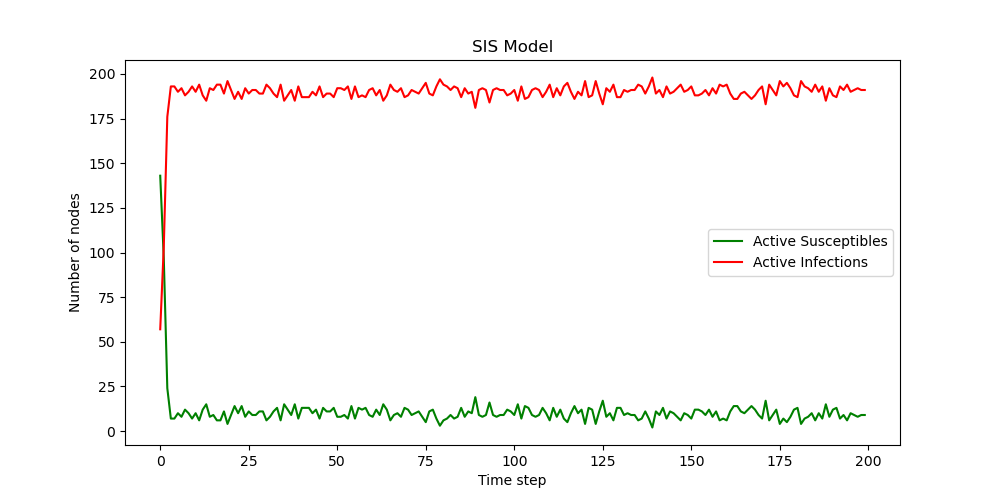 SIS Model
Number of nodes
200
175
150
125
100
75
50
25
0
Active Susceptibles
Active Infections
0 25 50 75 100 125 150 175 200
Time step